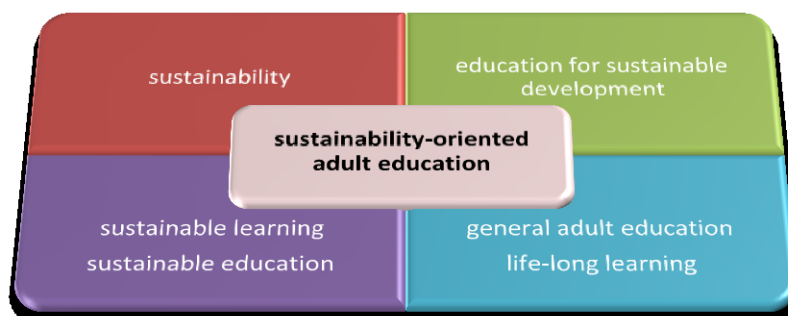 sustainability
education for sustainable
development
sustainability-oriented
adult education
sustainable learning
sustainable education
general adult education
life-long learning